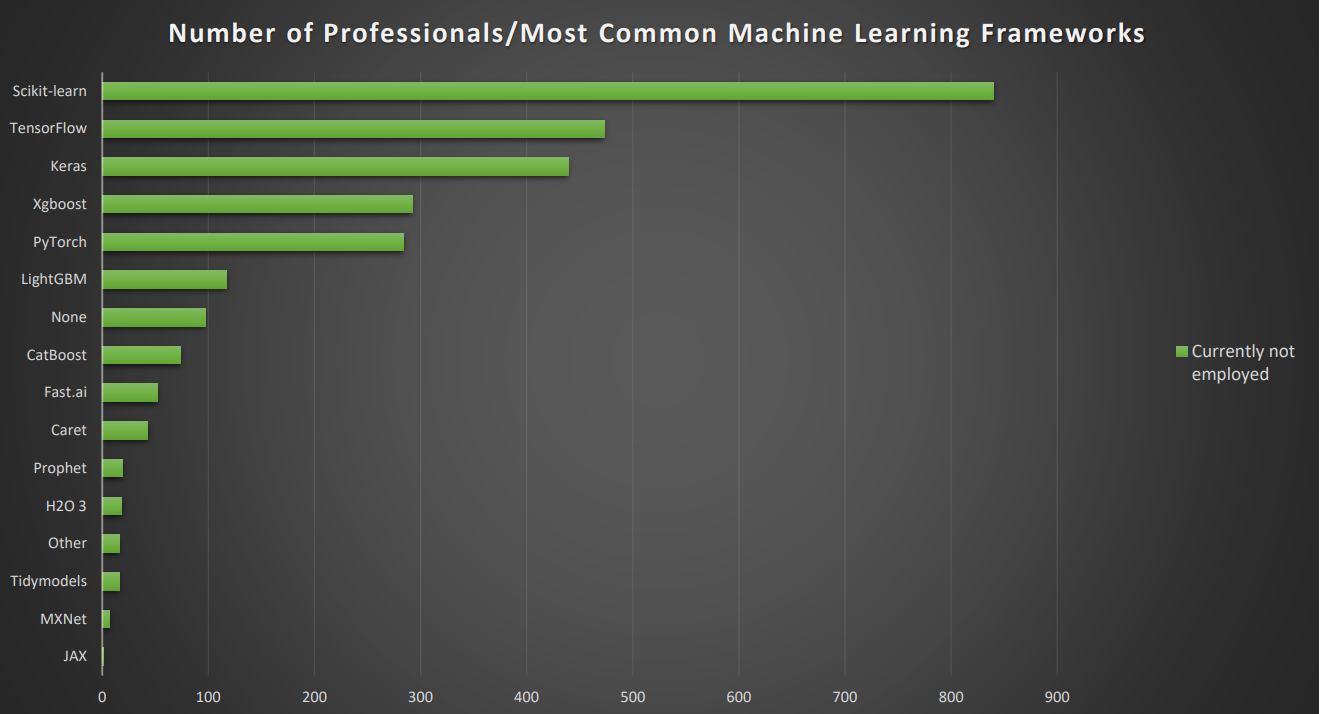 Number of Professionals/Most Common Machine Learning Frameworks
Scikit-learn
TensorFlow
Keras
Xgboost
PyTorch
LightGBM
None
CatBoost
Fast.ai
Caret
Prophet
H2O 3
Other
Tidymodels
MXNet
JAX
0 100 200 300 400 500 600 700 800 900
Currently not
employed